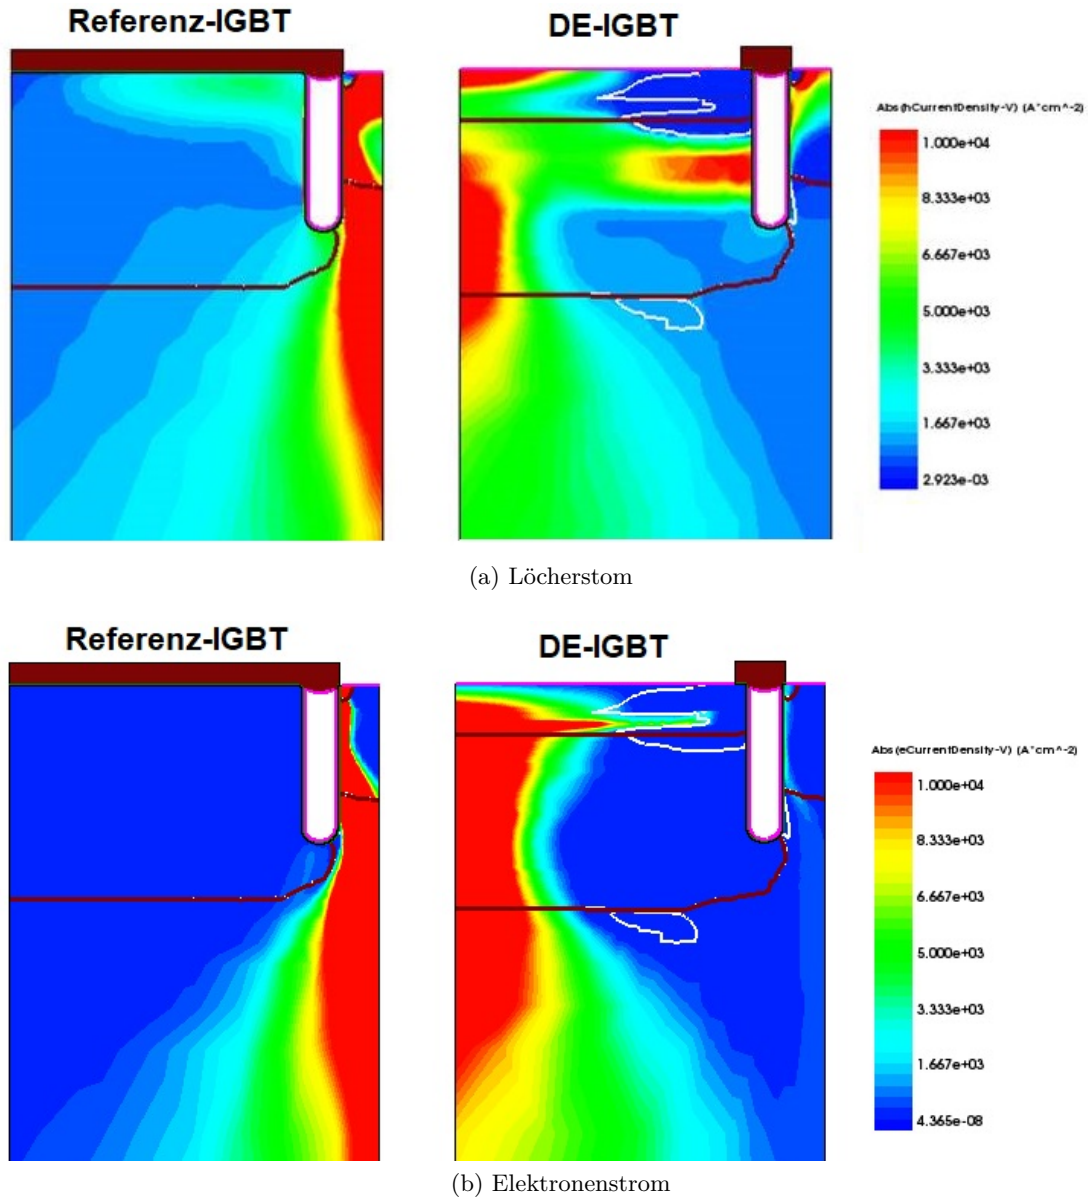 Referenz-IGBT
DE-IGBT
Abs(hCurrentDensity-V) (A*cm^-2)
1.000e+04
8.333e+03
6.667e+03
5.000e+03
3.333e+03
1.667e+03
2.923e-03
(a) Löcherstom
Referenz-IGBT
DE-IGBT
Abs(eCurrentDensity-V) (A*cm^-2)
1.000e+04
8.333e+03
6.667e+03
5.000e+03
3.333e+03
1.667e+03
4.365e-08
(b) Elektronenstrom